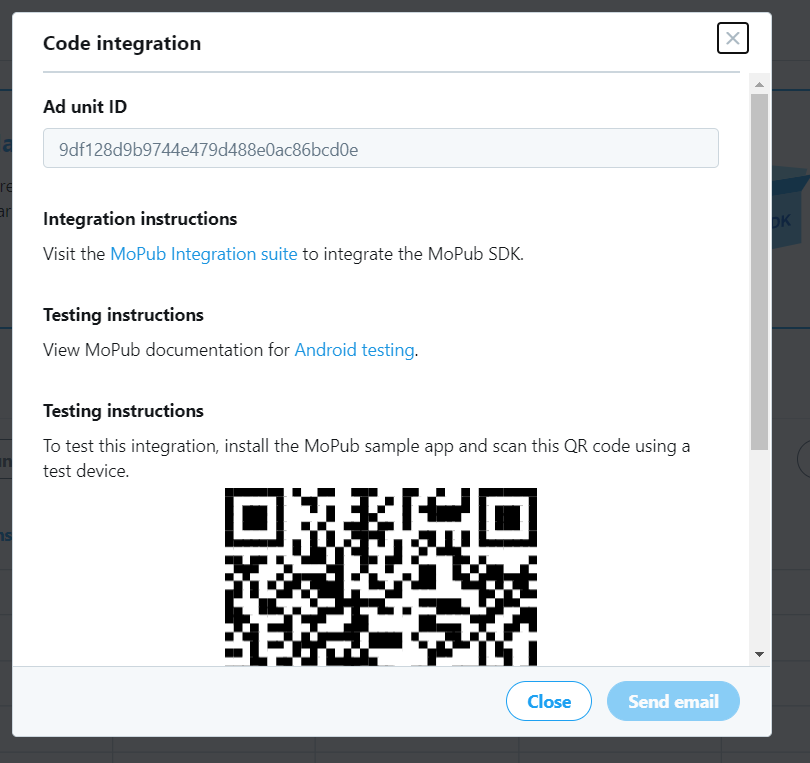 Code integration
Ad unit ID
9df128d9b9744e479d488e0ac86bcd0e
Integration instructions
Visit the MoPub Integration suite to integrate the MoPub SDK.
Testing instructions
View MoPub documentation for Android testing.
Testing instructions
To test this integration, install the MoPub sample app and scan this QR code using a
test device.
Close
Send email